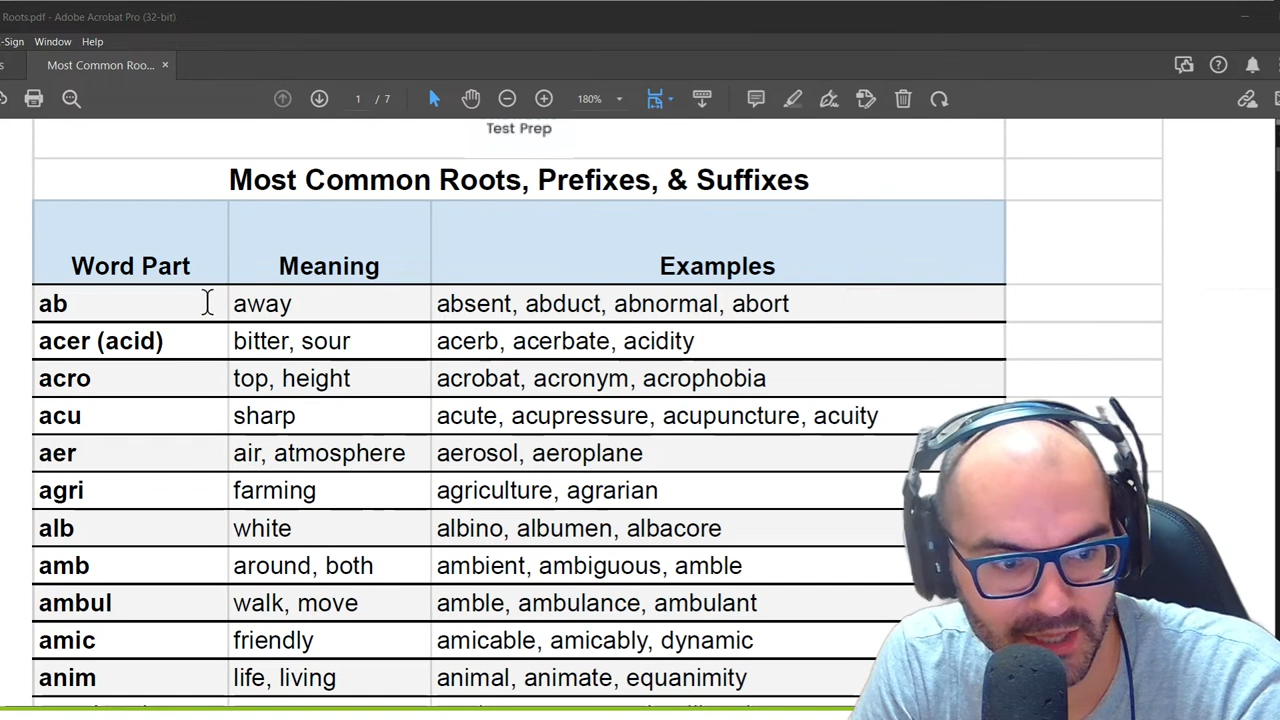 Roots.pdf - Adobe Acrobat Pro (32-bit)
-Sign Window Help
s Most Common Roo... ×
1 / 7 180%
Test Prep
Most Common Roots, Prefixes, & Suffixes
Word Part Meaning Examples
ab away absent, abduct, abnormal, abort
acer (acid) bitter, sour acerb, acerbate, acidity
acro top, height acrobat, acronym, acrophobia
acu sharp acute, acupressure, acupuncture, acuity
aer air, atmosphere aerosol, aeroplane
agri farming agriculture, agrarian
alb white albino, albumen, albacore
amb around, both ambient, ambiguous, amble
ambul walk, move amble, ambulance, ambulant
amic friendly amicable, amicably, dynamic
anim life, living animal, animate, equanimity